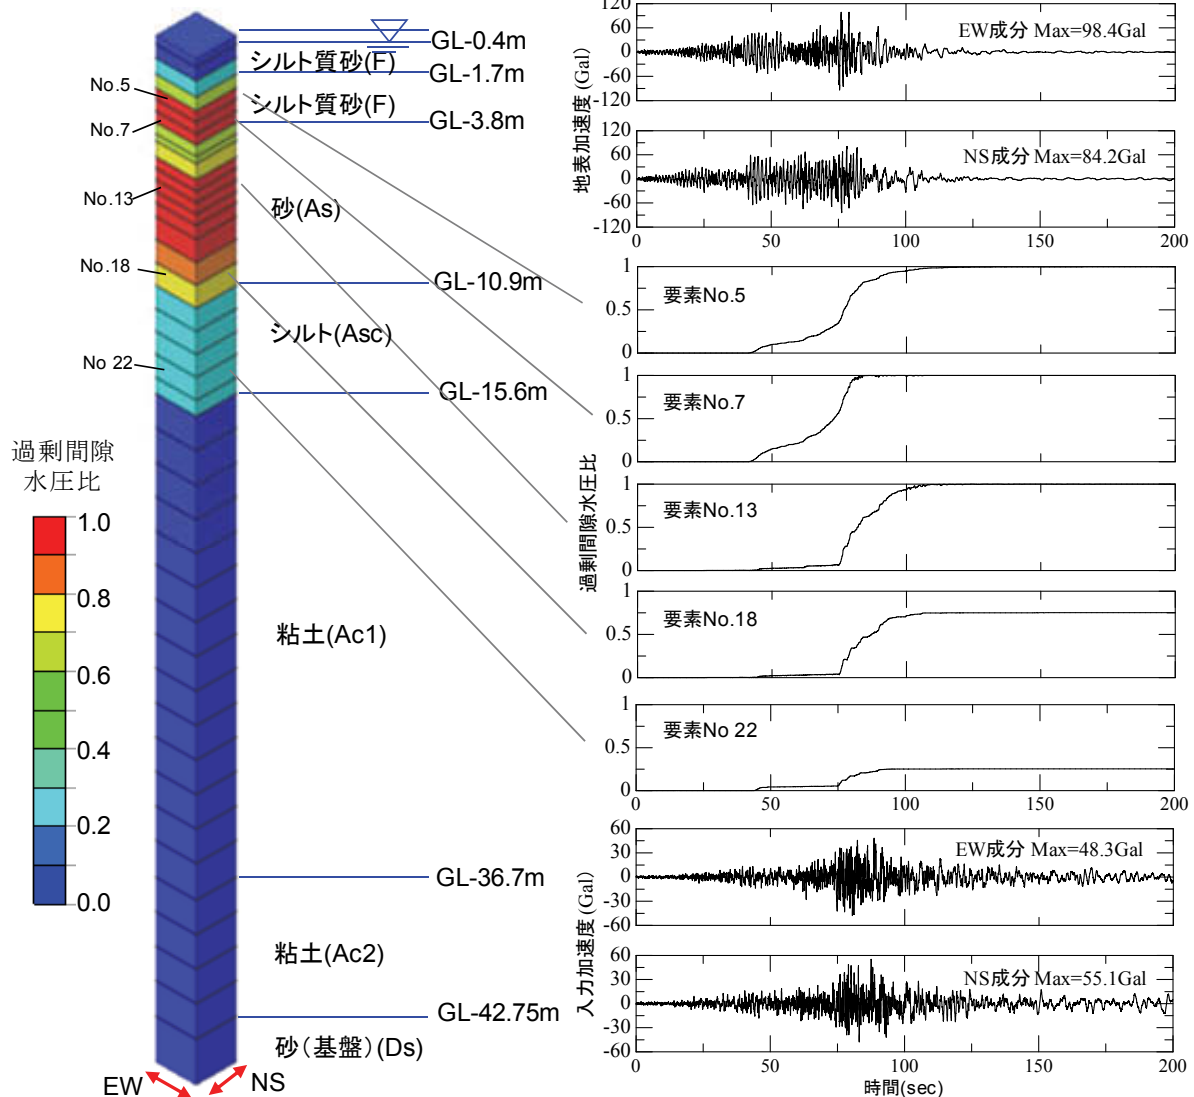 GL-0.4m
シルト質砂(F)
GL-1.7m
No.5
シルト質砂(F)
No.7
GL-3.8m
No.13
砂(As)
No.18
GL-10.9m
シルト(Asc)
No 22
GL-15.6m
過剰間隙
水圧比
1.0
0.8
0.6
0.4
0.2
0.0
粘土(Ac1)
GL-36.7m
粘土(Ac2)
GL-42.75m
砂(基盤)(Ds)
EW
NS
地表加速度 (Gal)
120
60
0
-60
-120
EW成分 Max=98.4Gal
120
60
0
-60
-120
NS成分 Max=84.2Gal
0
50
100
150
200
過剰間隙水圧比
1
0.5
0
要素No.5
1
0.5
0
要素No.7
1
0.5
0
要素No.13
1
0.5
0
要素No.18
1
0.5
0
要素No 22
0
50
100
150
200
入力加速度 (Gal)
60
30
0
-30
-60
EW成分 Max=48.3Gal
60
30
0
-30
-60
NS成分 Max=55.1Gal
0
50
100
150
200
時間(sec)